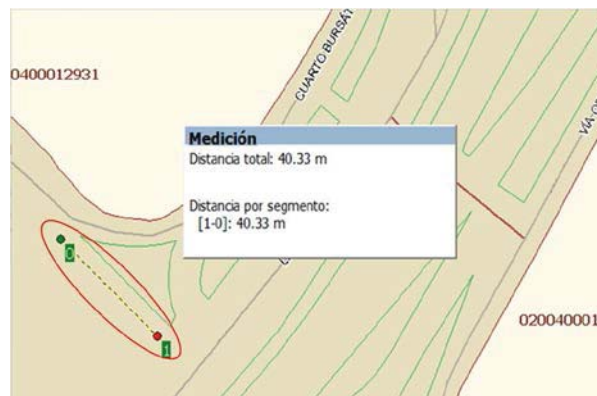 0400012931
CUARTO BURSÁT
Medición
Distancia total: 40.33 m
Distancia por segmento:
[1-0]: 40.33 m
0
1
020040001